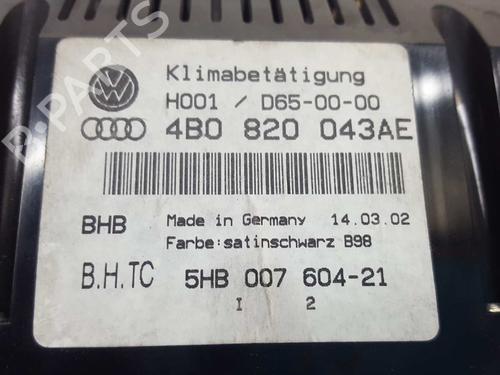 Klimabetätigung
H001 / D65-00-00
4B0 820 043AE
BHB
Made in Germany 14.03.02
Farbe:satinschwarz B98
B.H.TC 5HB 007 604-21
I 2
B-PARTS